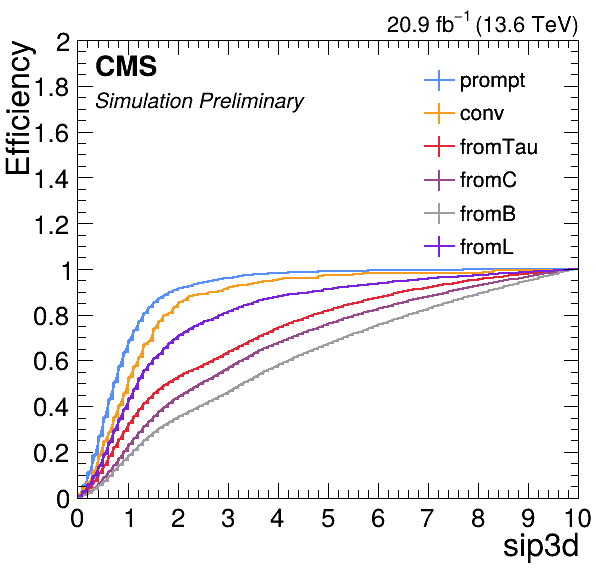 20.9 fb⁻¹ (13.6 TeV)
Efficiency
2
1.8
1.6
1.4
1.2
1
0.8
0.6
0.4
0.2
0
CMS
Simulation Preliminary
prompt
conv
fromTau
fromC
fromB
fromL
0 1 2 3 4 5 6 7 8 9 10
sip3d